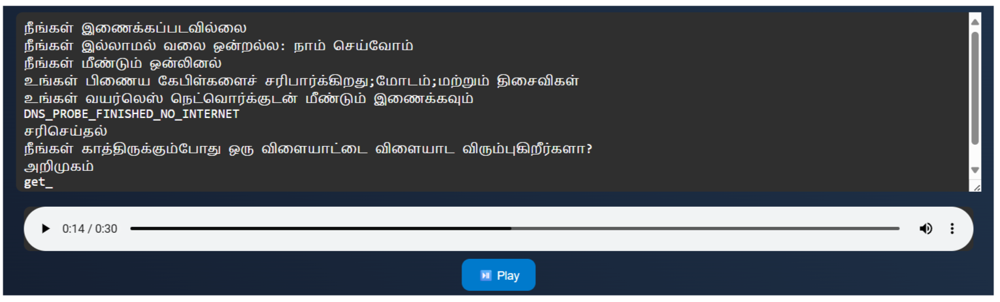 நீங்கள் இணைக்கப்படவில்லை
நீங்கள் இல்லாமல் வலை ஒன்றல்ல: நாம் செய்வோம்
நீங்கள் மீண்டும் ஒன்லினல்
உங்கள் பிணைய கேபிள்களைச் சரிபார்க்கிறது;மோடம்;மற்றும் திசைவிகள்
உங்கள் வயர்லெஸ் நெட்வொர்க்குடன் மீண்டும் இணைக்கவும்
DNS_PROBE_FINISHED_NO_INTERNET
சரிசெய்தல்
நீங்கள் காத்திருக்கும்போது ஒரு விளையாட்டை விளையாட விரும்புகிறீர்களா?
அறிமுகம்
get_
0:14 / 0:30
Play